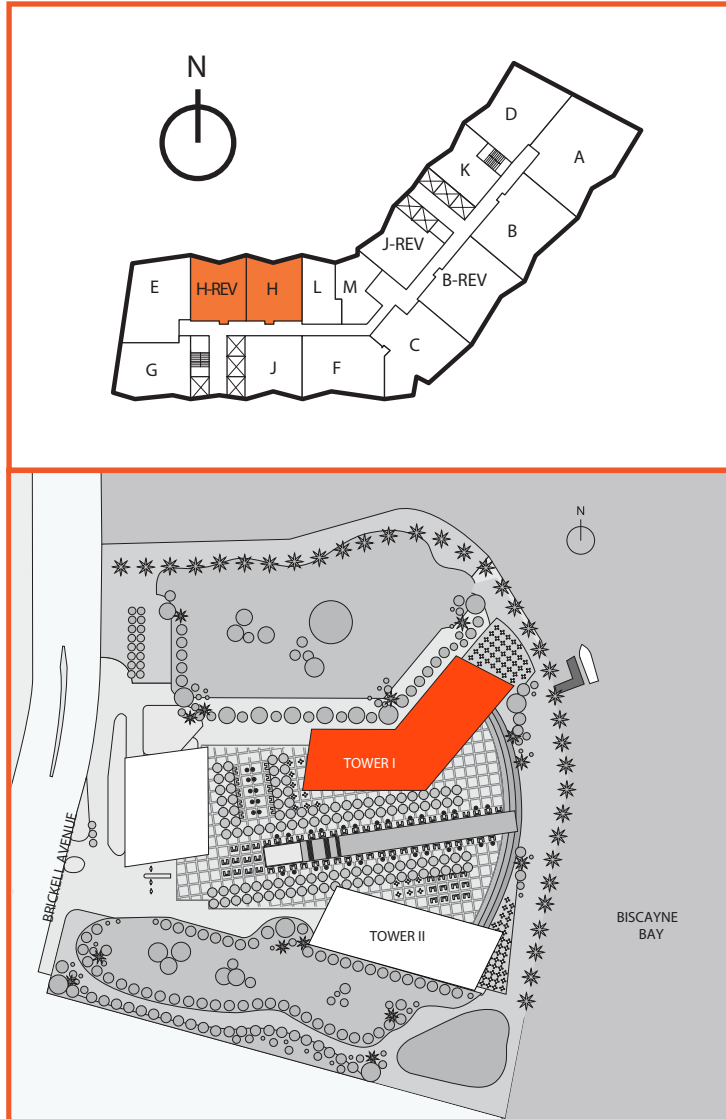 N
D
A
K
B
J-REV
B-REV
E
H-REV
H
L
M
C
G
J
F
N
TOWER I
BRICKELL AVENUE
TOWER II
BISCAYNE
BAY